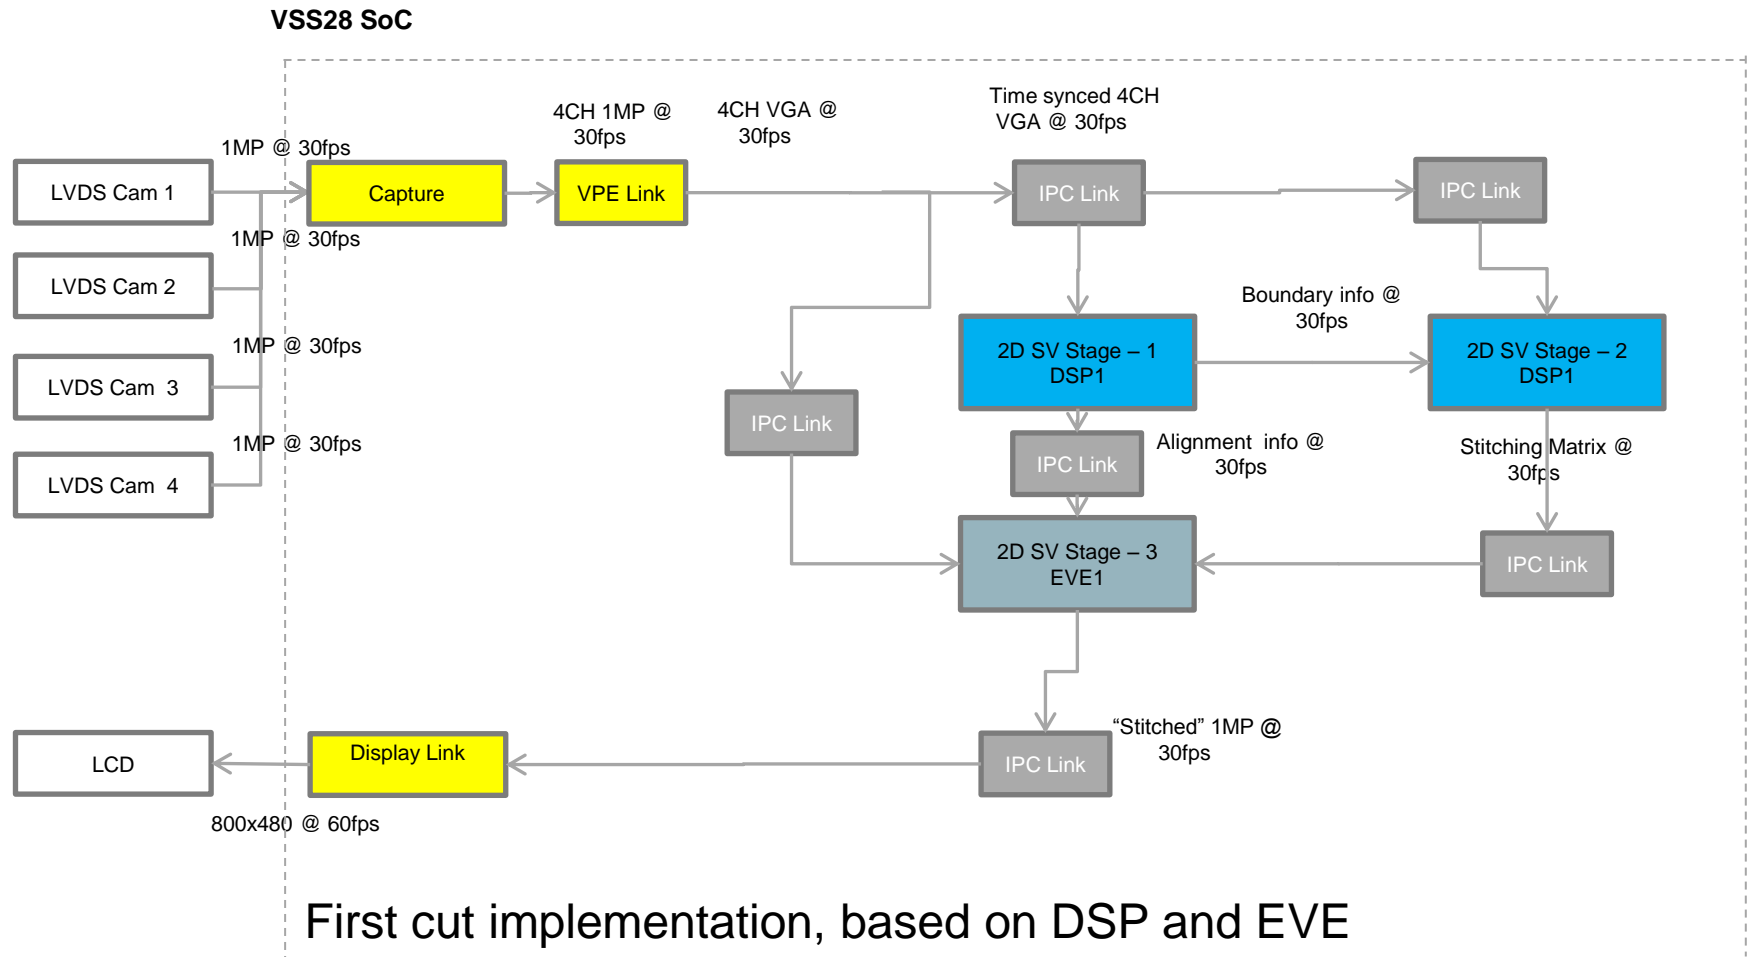 VSS28 SoC
4CH 1MP @
30fps
4CH VGA @
30fps
Time synced 4CH
VGA @ 30fps
1MP @ 30fps
LVDS Cam 1
Capture
VPE Link
IPC Link
IPC Link
1MP @ 30fps
LVDS Cam 2
Boundary info @
30fps
1MP @ 30fps
2D SV Stage – 1
DSP1
2D SV Stage – 2
DSP1
LVDS Cam  3
IPC Link
1MP @ 30fps
IPC Link
Alignment  info @
30fps
Stitching Matrix @
30fps
LVDS Cam  4
2D SV Stage – 3
EVE1
IPC Link
“Stitched” 1MP @
30fps
LCD
Display Link
IPC Link
800x480 @ 60fps
First cut implementation, based on DSP and EVE